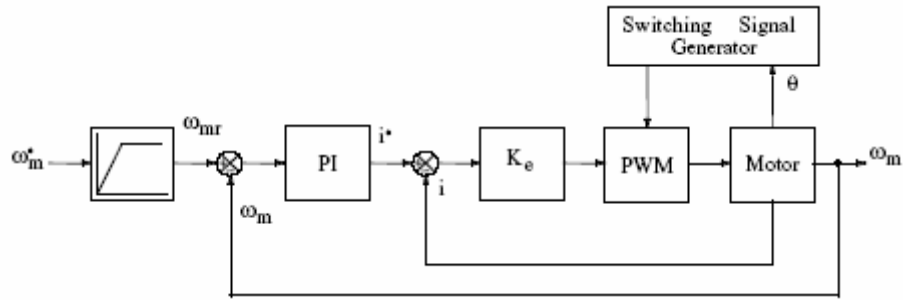 Switching Signal
Generator
θ
ω*m
ωmr
ωm
PI
i*
i
Ke
PWM
Motor
ωm